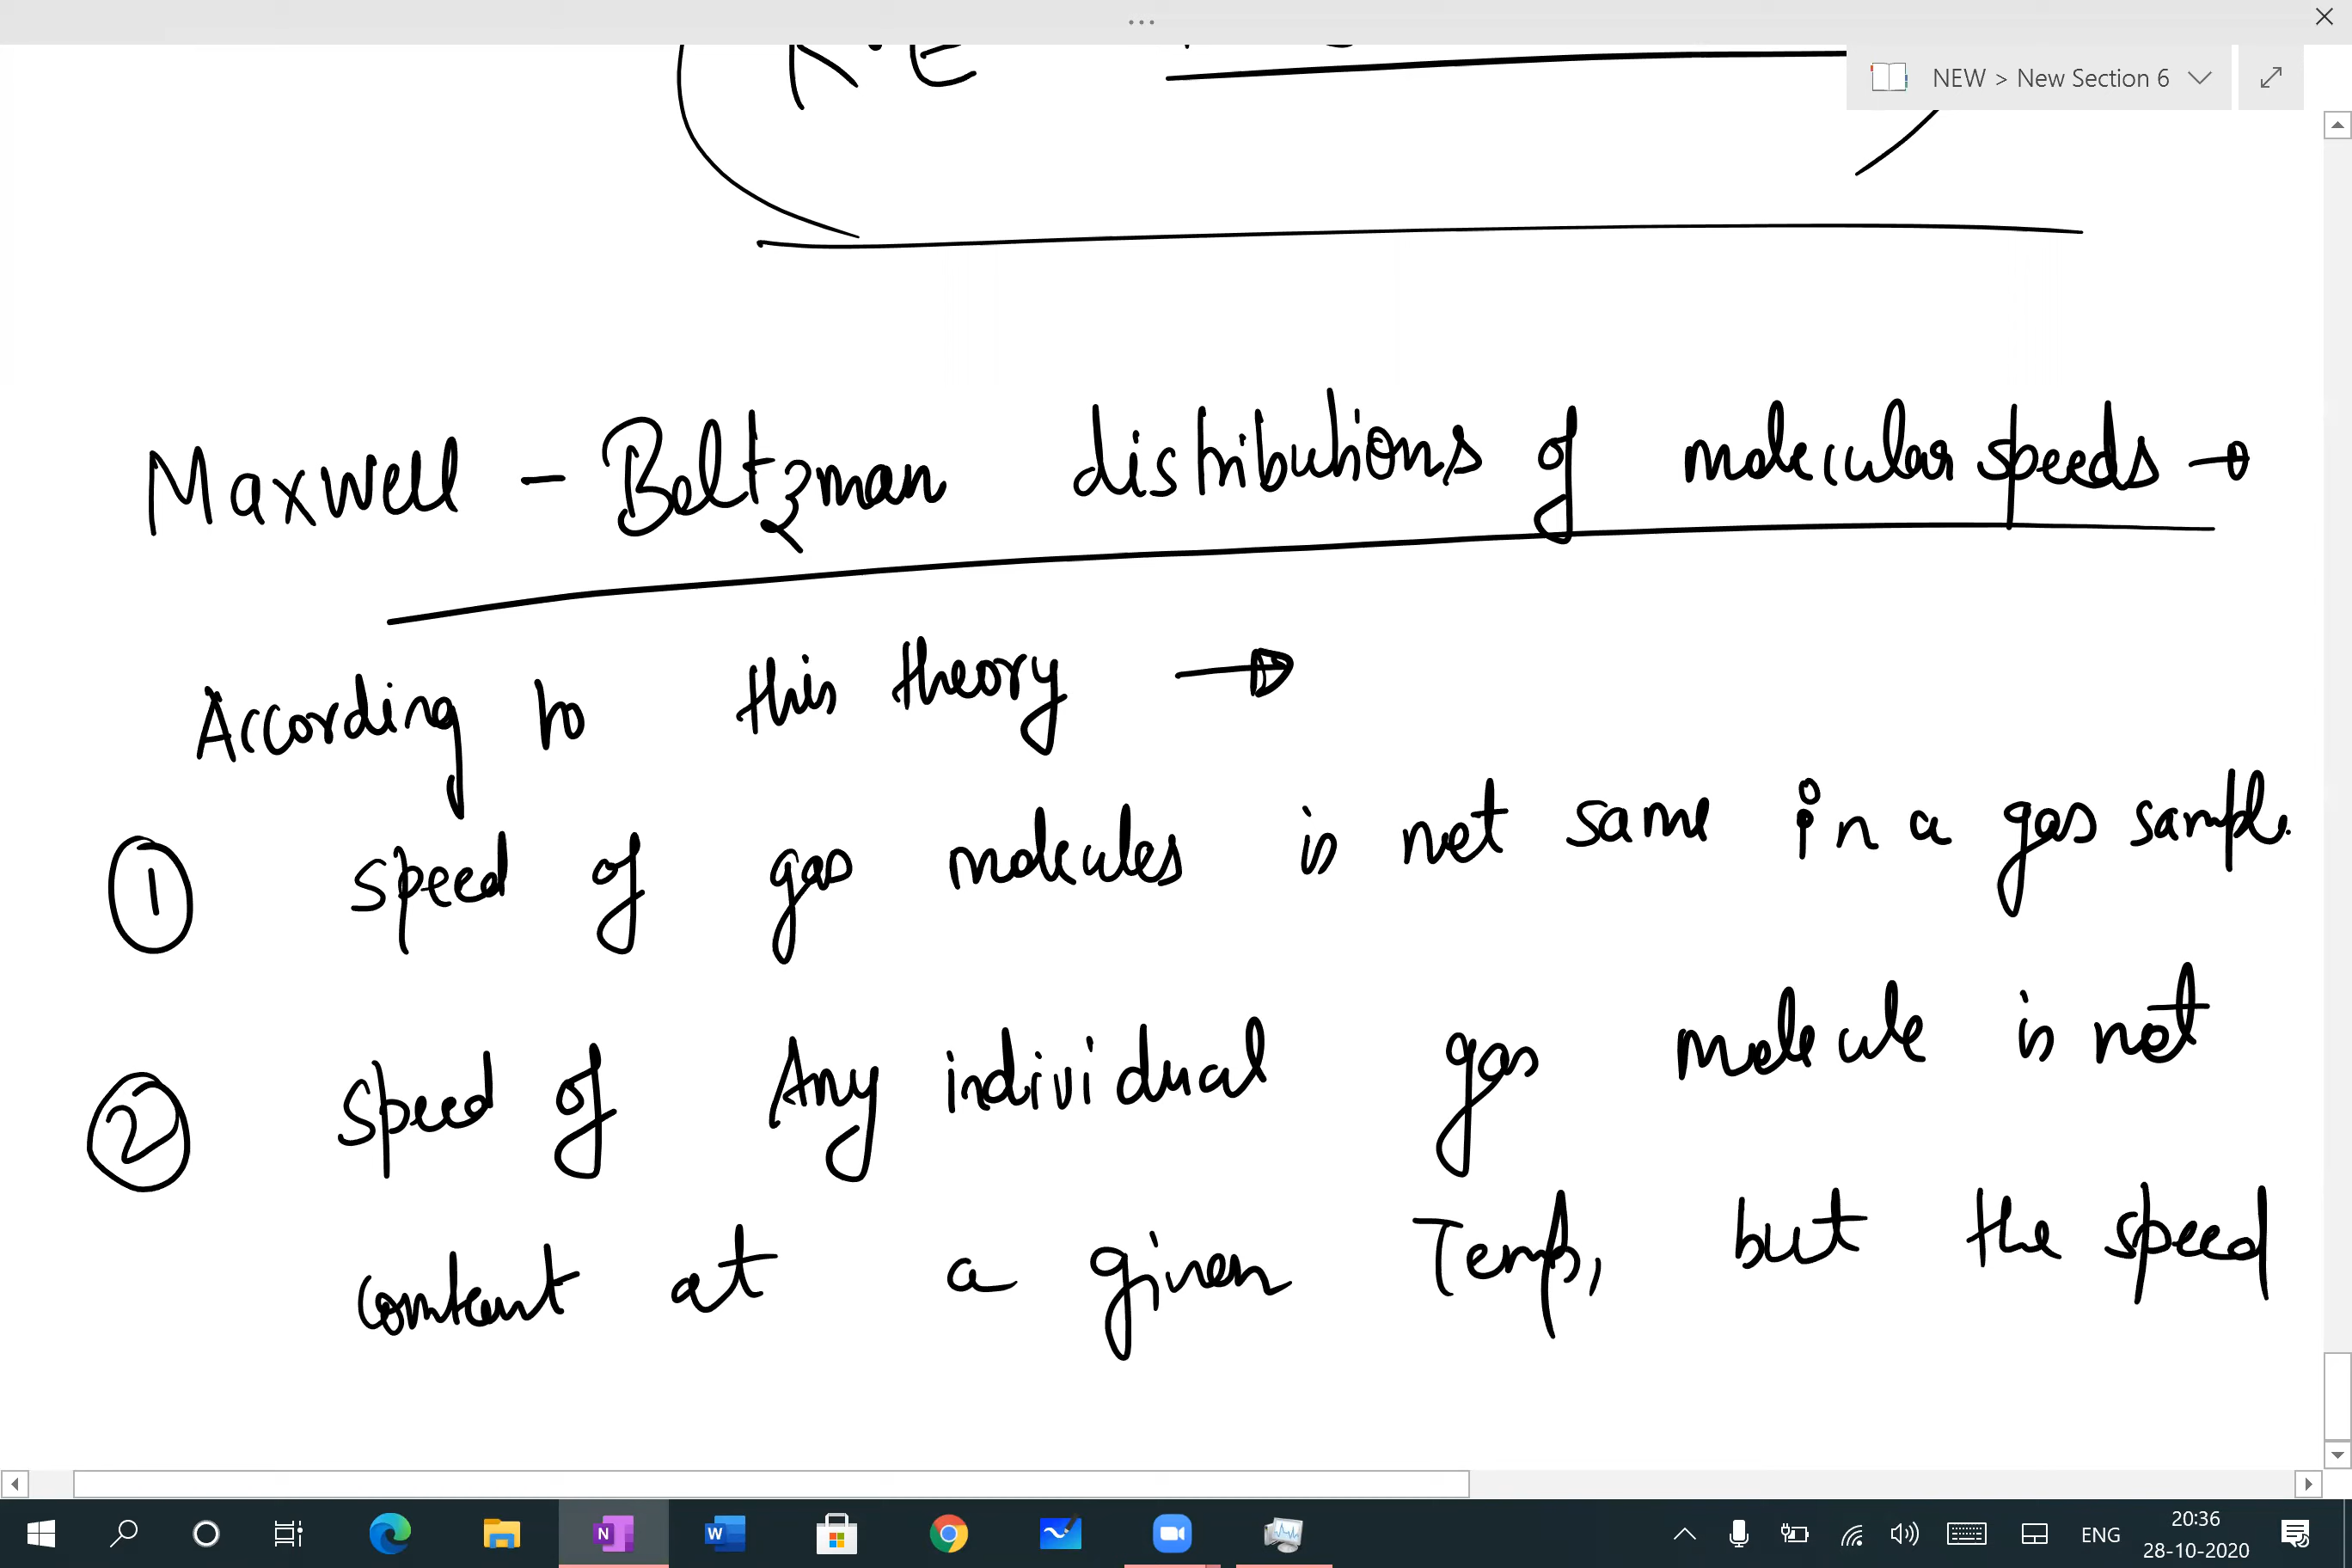 K.E
NEW > New Section 6
Maxwell - Boltzman distributions of molecular speeds →
According to this theory →
① speed of gas molecules is not same in a gas sample.
② speed of Any individual gas molecule is not
constant at a given Temp, but the speed
ENG
20:36
28-10-2020